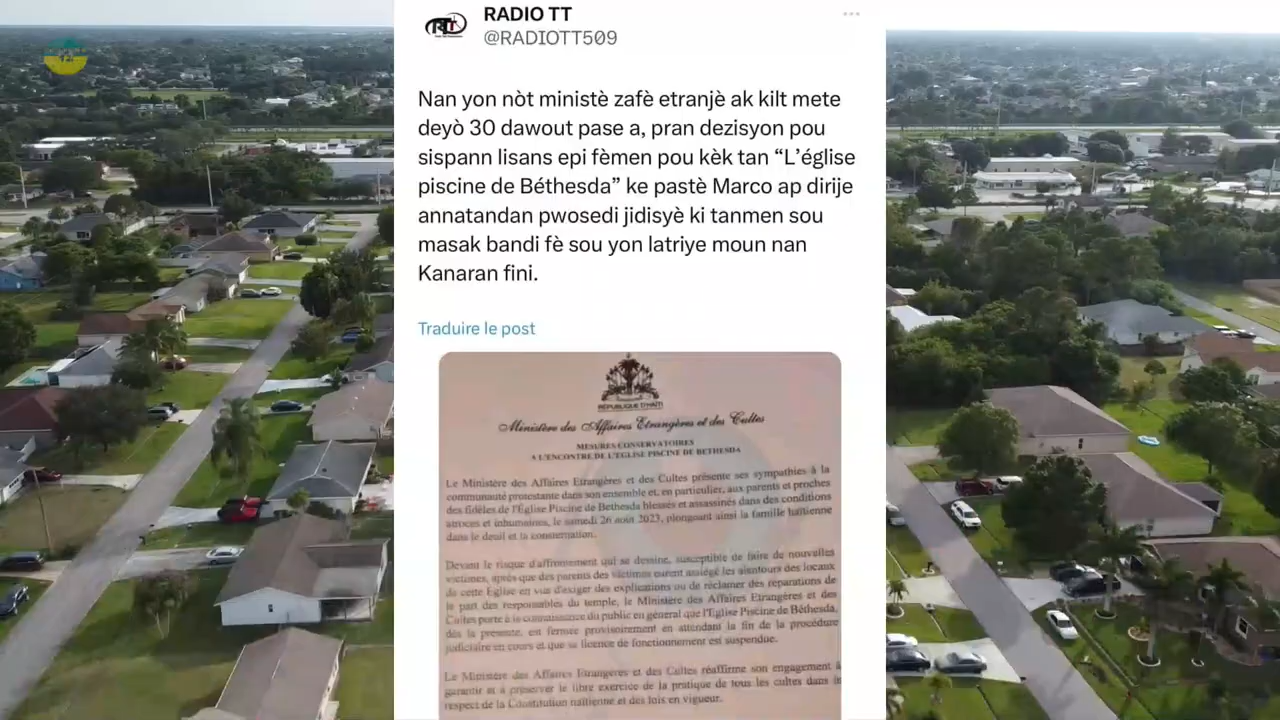 RADIO TT
@RADIOTT509
Nan yon nòt ministè zafè etranjè ak kilt mete
deyò 30 dawout pase a, pran dezisyon pou
sispann lisans epi fèmen pou kèk tan “L’église
piscine de Béthesda” ke pastè Marco ap dirije
annatandan pwosedi jidisyè ki tanmen sou
masak bandi fè sou yon latriye moun nan
Kanaran fini.
Traduire le post
RÉPUBLIQUE D'HAÏTI
Ministère des Affaires Etrangères et des Cultes
MESURES CONSERVATOIRES
A L'ENCONTRE DE L'EGLISE PISCINE DE BETHESDA
Le Ministère des Affaires Etrangères et des Cultes présente ses sympathies à la
communauté protestante dans son ensemble et, en particulier, aux parents et proches
des fidèles de l'Église Piscine de Bethesda blessés et assassinés dans des conditions
atroces et inhumaines, le samedi 26 août 2023, plongeant ainsi la famille haïtienne
dans le deuil et la consternation.
Devant le risque d'affrontement qui se dessine, susceptible de faire de nouvelles
victimes, après que des parents des victimes eurent assiégé les alentours des locaux
de cette Église en vue d'exiger des explications ou de réclamer des réparations de
la part des responsables du temple, le Ministère des Affaires Etrangères et des
Cultes porte à la connaissance du public en général que l'Eglise Piscine de Béthesda,
dès la présente, est fermée provisoirement en attendant la fin de la procédure
judiciaire en cours et que sa licence de fonctionnement est suspendue.
Le Ministère des Affaires Etrangères et des Cultes réaffirme son engagement à
garantir et à préserver le libre exercice de la pratique de tous les cultes dans le
respect de la Constitution haïtienne et des lois en vigueur.